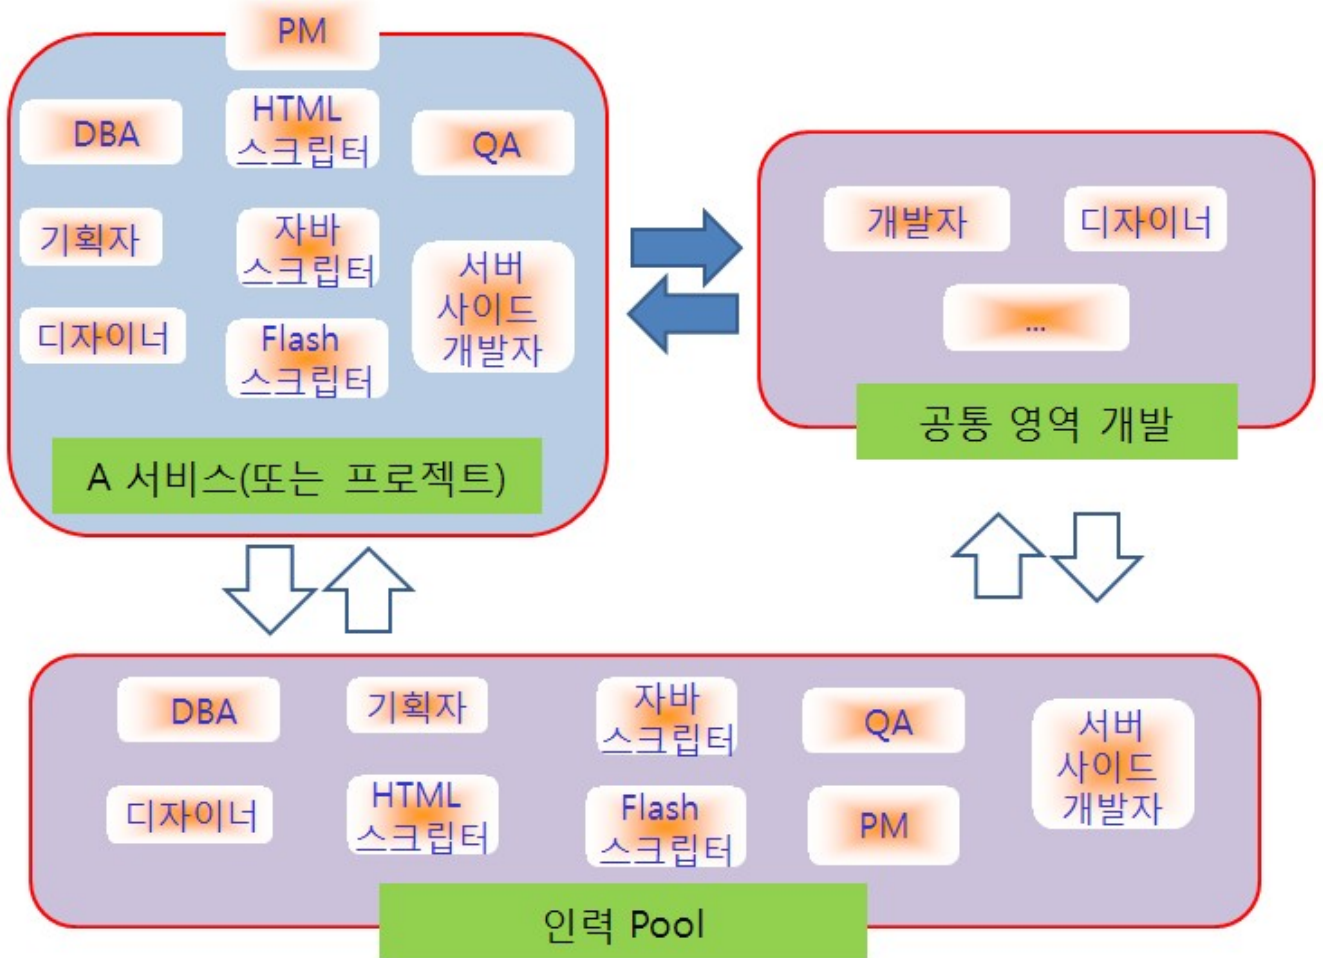 PM
DBA
HTML
스크립터
QA
기획자
자바
스크립터
서버
사이드
개발자
디자이너
Flash
스크립터
A 서비스(또는 프로젝트)
개발자
디자이너
...
공통 영역 개발
DBA
기획자
자바
스크립터
QA
서버
사이드
개발자
디자이너
HTML
스크립터
Flash
스크립터
PM
인력 Pool